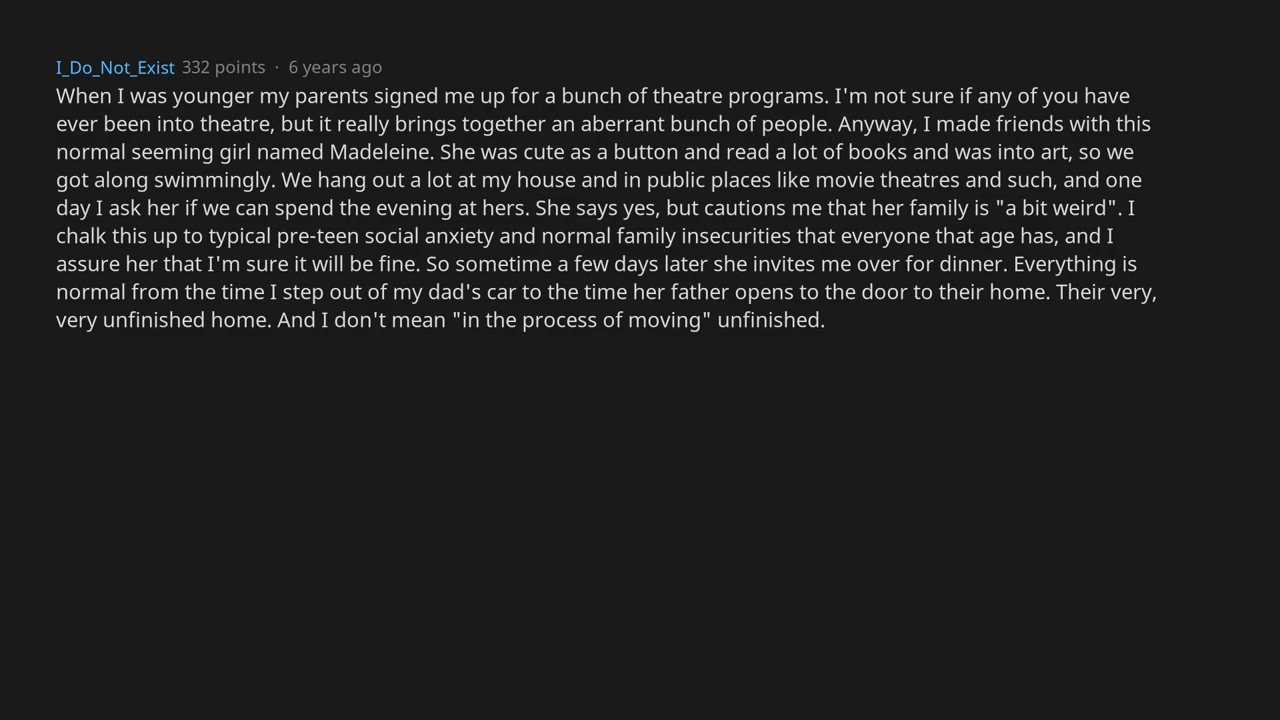 I_Do_Not_Exist 332 points · 6 years ago
When I was younger my parents signed me up for a bunch of theatre programs. I'm not sure if any of you have
ever been into theatre, but it really brings together an aberrant bunch of people. Anyway, I made friends with this
normal seeming girl named Madeleine. She was cute as a button and read a lot of books and was into art, so we
got along swimmingly. We hang out a lot at my house and in public places like movie theatres and such, and one
day I ask her if we can spend the evening at hers. She says yes, but cautions me that her family is "a bit weird". I
chalk this up to typical pre-teen social anxiety and normal family insecurities that everyone that age has, and I
assure her that I'm sure it will be fine. So sometime a few days later she invites me over for dinner. Everything is
normal from the time I step out of my dad's car to the time her father opens to the door to their home. Their very,
very unfinished home. And I don't mean "in the process of moving" unfinished.